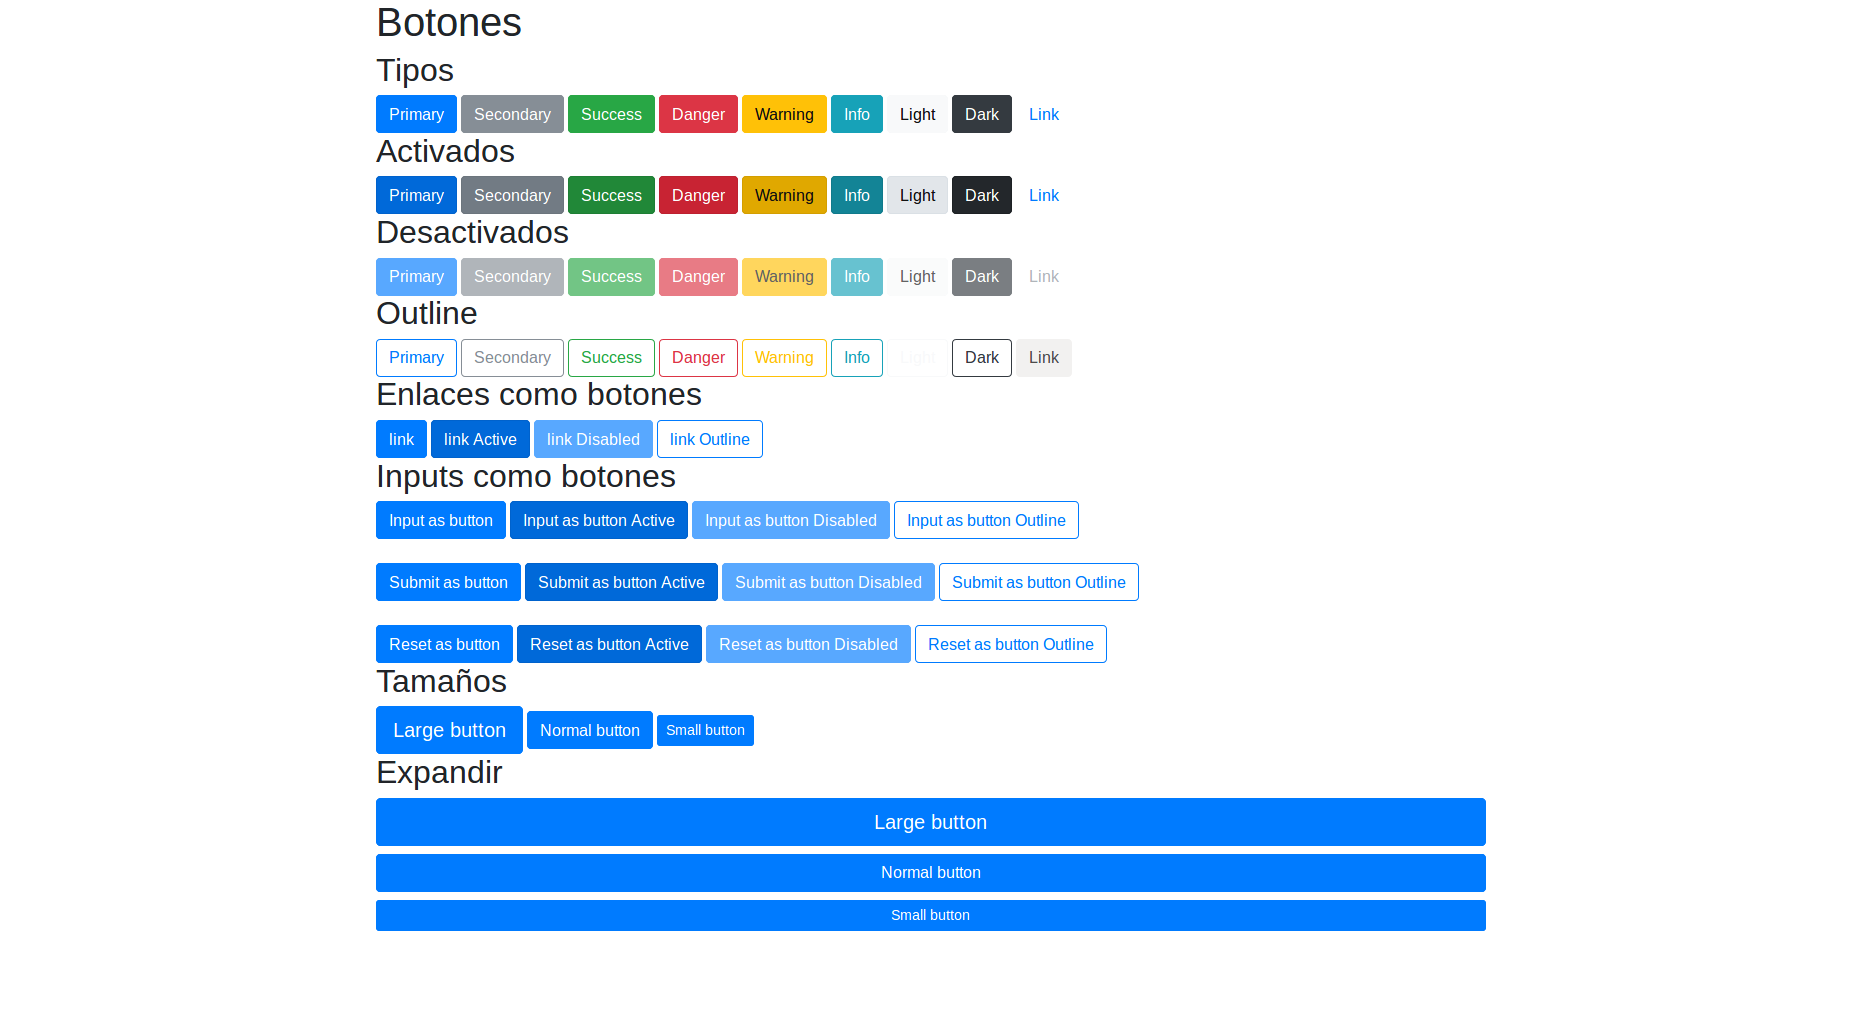 Botones
Tipos
Primary Secondary Success Danger Warning Info Light Dark Link
Activados
Primary Secondary Success Danger Warning Info Light Dark Link
Desactivados
Primary Secondary Success Danger Warning Info Light Dark Link
Outline
Primary Secondary Success Danger Warning Info Light Dark Link
Enlaces como botones
link link Active link Disabled link Outline
Inputs como botones
Input as button Input as button Active Input as button Disabled Input as button Outline
Submit as button Submit as button Active Submit as button Disabled Submit as button Outline
Reset as button Reset as button Active Reset as button Disabled Reset as button Outline
Tamaños
Large button Normal button Small button
Expandir
Large button
Normal button
Small button